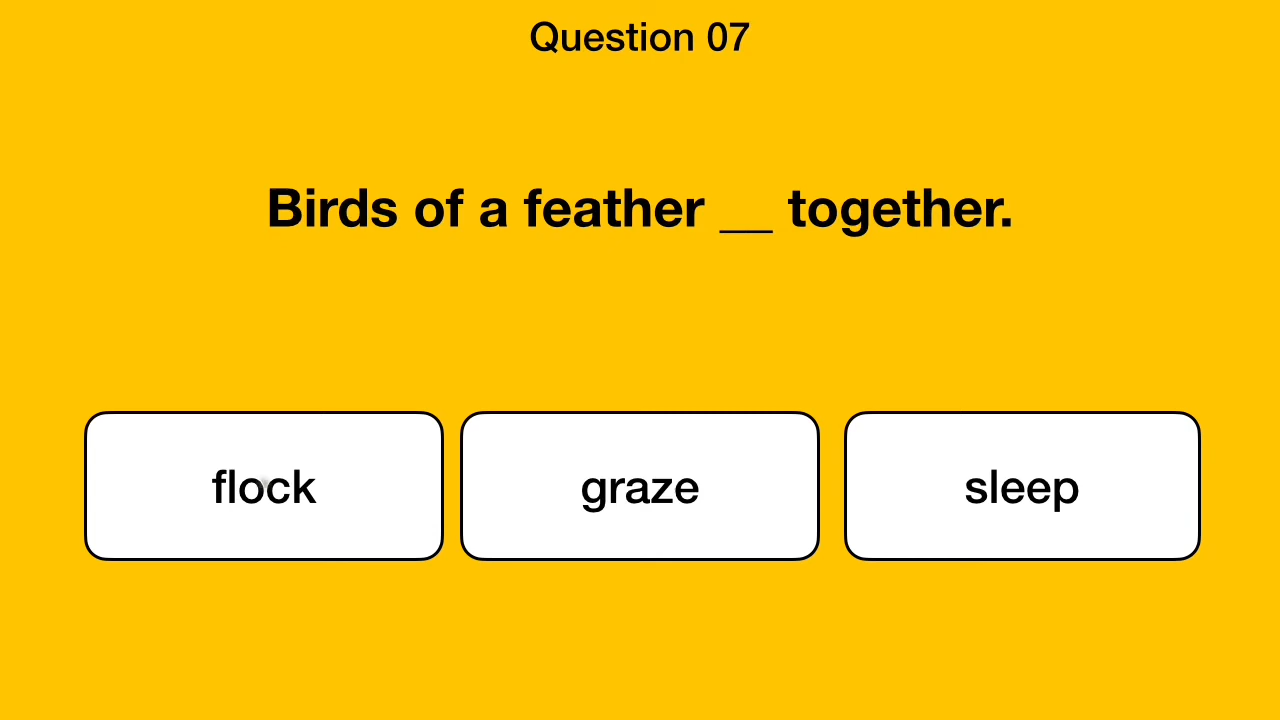 Question 07
Birds of a feather __ together.
flock
graze
sleep